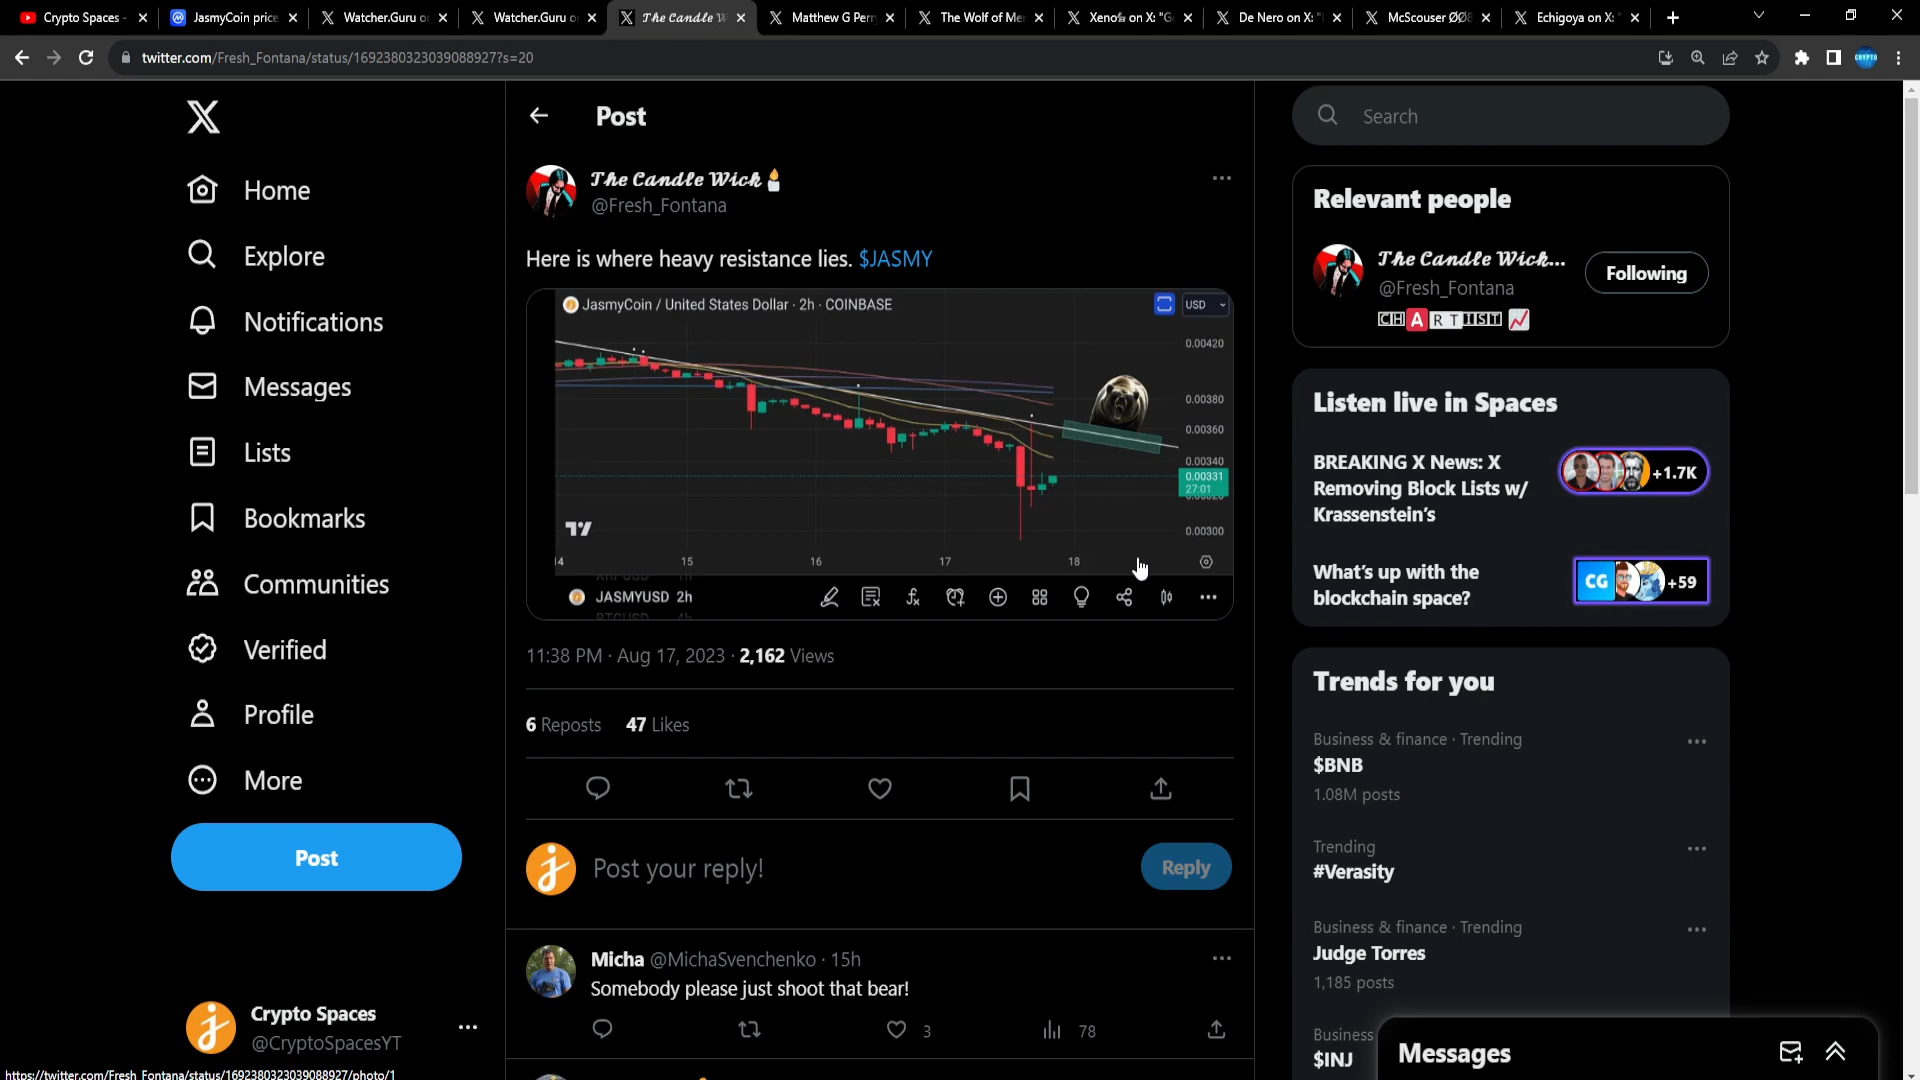 Crypto Spaces -
JasmyCoin price
Watcher.Guru o
Watcher.Guru o
𝓣𝓱𝓮 𝓒𝓪𝓷𝓭𝓵𝓮 𝓦
Matthew G Per
The Wolf of Me
on X: "G
De Nero on X: "
McScouser ØØ8
Echigoya on X: "
twitter.com/Fresh_Fontana/status/1692380323039088927?s=20
Home
Explore
Notifications
Messages
Lists
Bookmarks
Communities
Verified
Profile
More
Post
Crypto Spaces
@CryptoSpacesYT
https://twitter.com/Fresh_Fontana/status/1692380323039088927/photo/1
Post
𝓣𝓱𝓮 𝓒𝓪𝓷𝓭𝓵𝓮 𝓦𝓲𝓬𝓴🕯️
@Fresh_Fontana
Here is where heavy resistance lies. $JASMY
JasmyCoin / United States Dollar · 2h · COINBASE
USD
0.00420
0.00380
0.00360
0.00340
0.00331
27:01
0.00300
14 15 16 17 18
JASMYUSD 2h
11:38 PM · Aug 17, 2023 · 2,162 Views
6 Reposts 47 Likes
Post your reply!
Reply
Micha @MichaSvenchenko · 15h
Somebody please just shoot that bear!
3 78
Search
Relevant people
𝓣𝓱𝓮 𝓒𝓪𝓷𝓭𝓵𝓮 𝓦𝓲𝓬𝓴...
@Fresh_Fontana
Following
🄲🄷🅰🅁🅃🄸🅂🅃 📈
Listen live in Spaces
BREAKING X News: X
Removing Block Lists w/
Krassenstein's
+1.7K
What's up with the
blockchain space?
CG +59
Trends for you
Business & finance · Trending
$BNB
1.08M posts
Trending
#Verasity
Business & finance · Trending
Judge Torres
1,185 posts
Business
$INJ
Messages